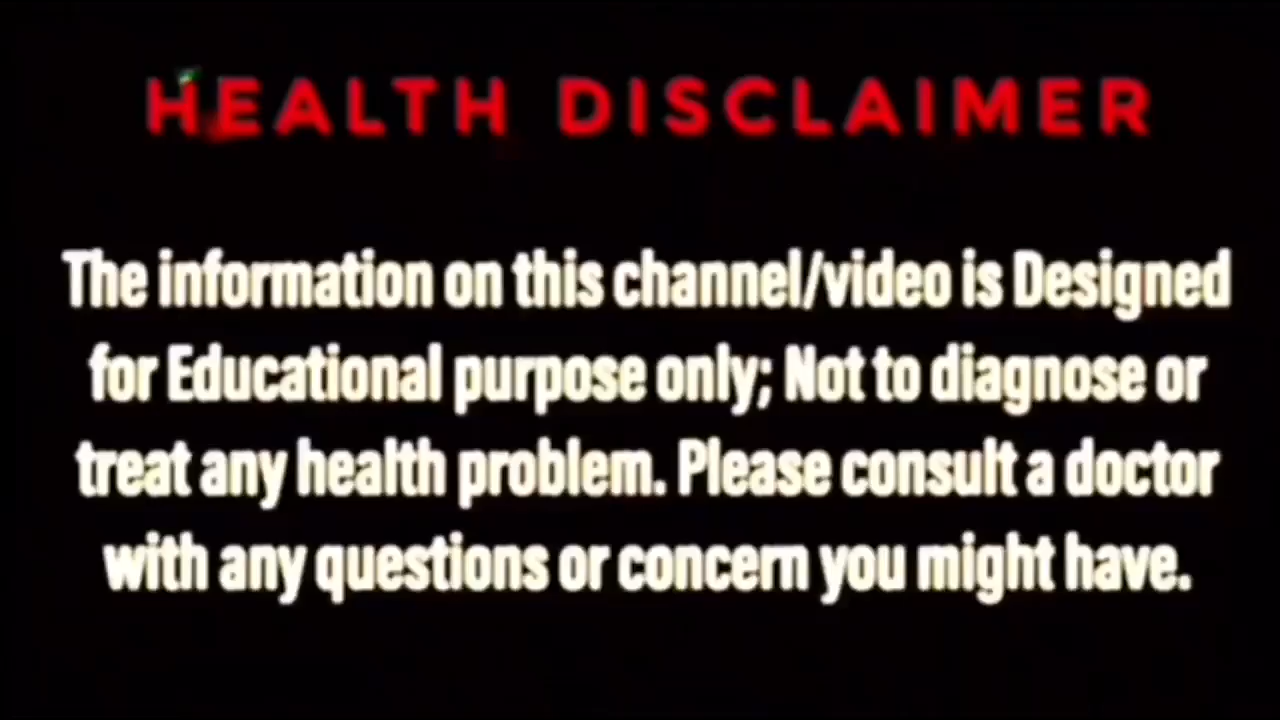 HEALTH DISCLAIMER
The information on this channel/video is Designed
for Educational purpose only; Not to diagnose or
treat any health problem. Please consult a doctor
with any questions or concern you might have.